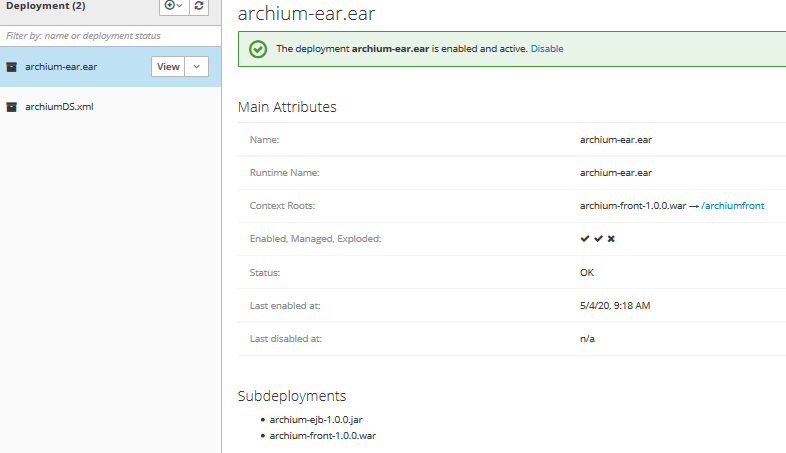 Deployment (2)
Filter by: name or deployment status
archium-ear.ear
View
archiumDS.xml
archium-ear.ear
The deployment archium-ear.ear is enabled and active. Disable
Main Attributes
Name: archium-ear.ear
Runtime Name: archium-ear.ear
Context Roots: archium-front-1.0.0.war → /archiumfront
Enabled, Managed, Exploded: ✔ ✔ ✖
Status: OK
Last enabled at: 5/4/20, 9:18 AM
Last disabled at: n/a
Subdeployments
• archium-ejb-1.0.0.jar
• archium-front-1.0.0.war